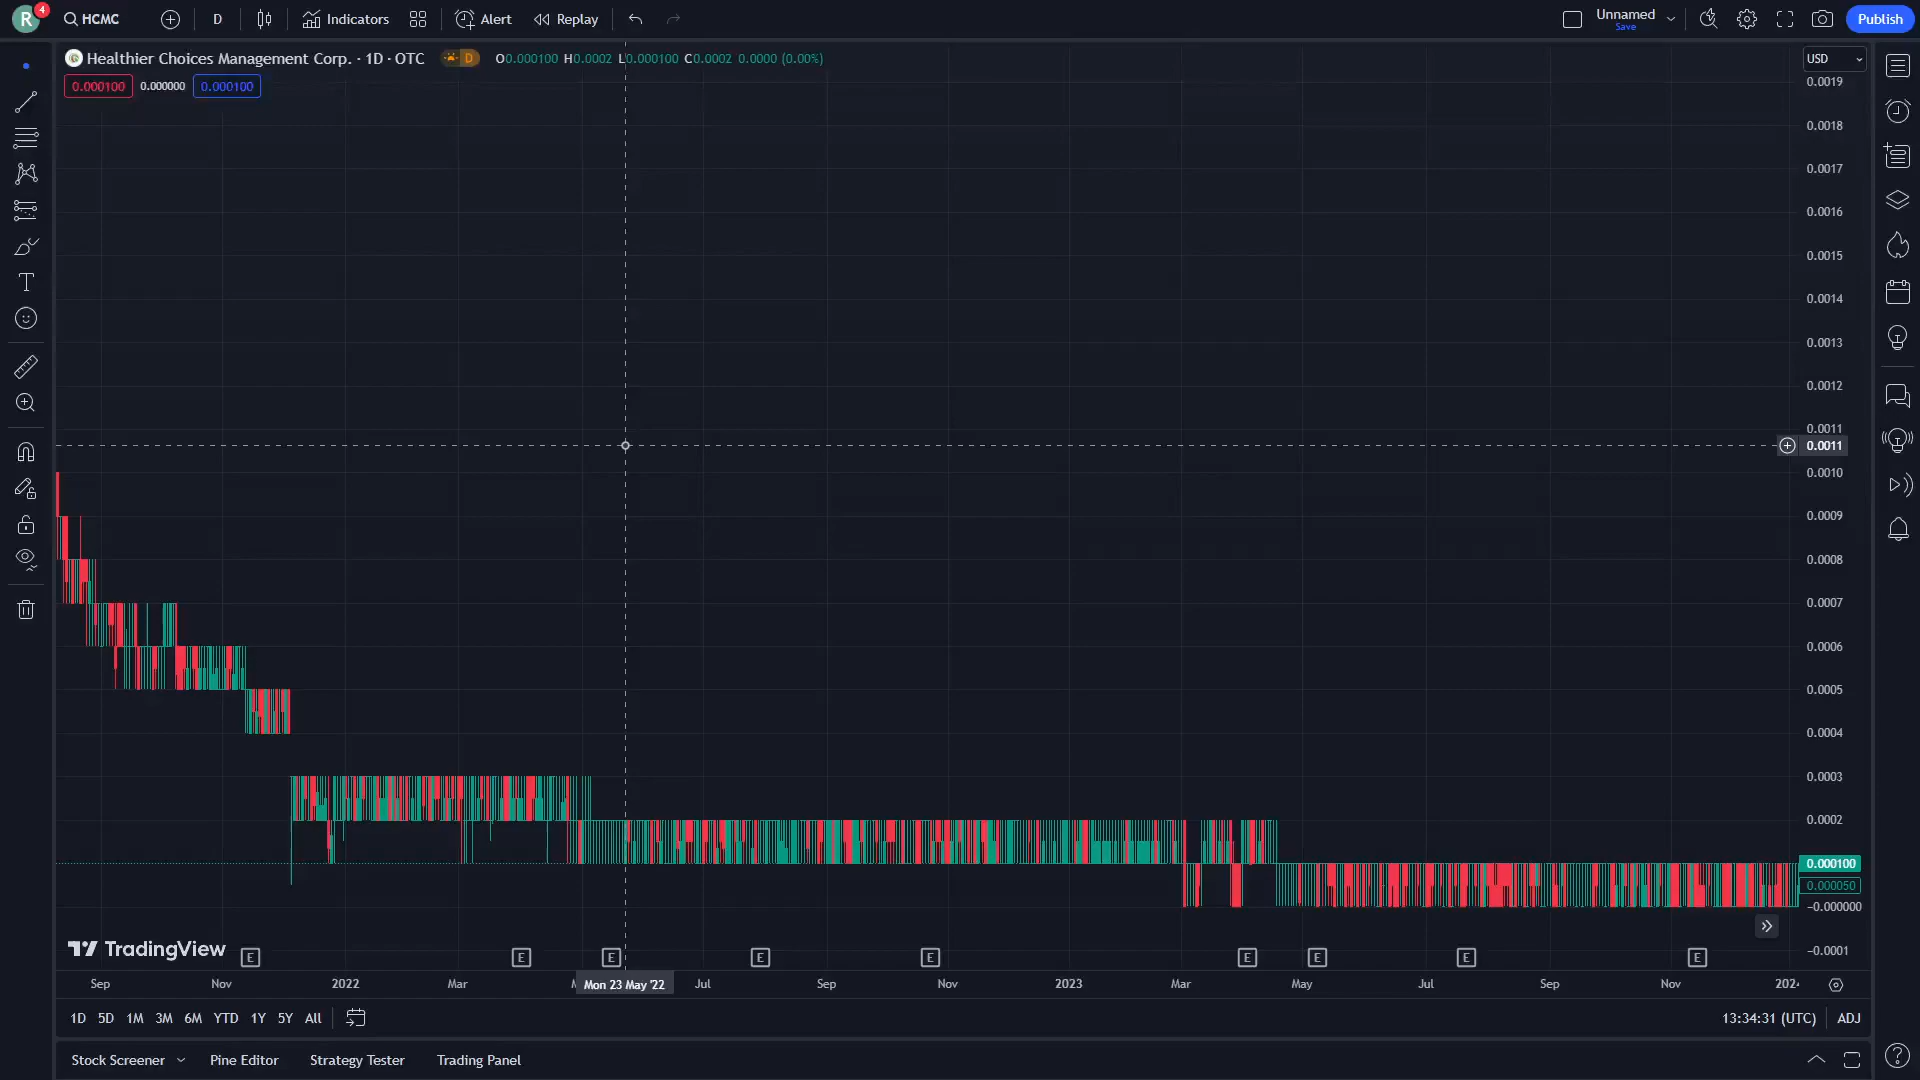 R 4 HCMC D Indicators Alert Replay Unnamed Save Publish
Healthier Choices Management Corp. · 1D · OTC D O0.000100 H0.0002 L0.000100 C0.0002 0.0000 (0.00%) USD
0.000100 0.000000 0.000100
0.0019
0.0018
0.0017
0.0016
0.0015
0.0014
0.0013
0.0012
0.0011
0.0011
0.0010
0.0009
0.0008
0.0007
0.0006
0.0005
0.0004
0.0003
0.0002
0.000100
0.000050
−0.000000
−0.0001
TradingView
E E E E E E E E E
Sep Nov 2022 Mar Mon 23 May '22 Jul Sep Nov 2023 Mar May Jul Sep Nov
1D 5D 1M 3M 6M YTD 1Y 5Y All 13:34:31 (UTC) ADJ
Stock Screener Pine Editor Strategy Tester Trading Panel